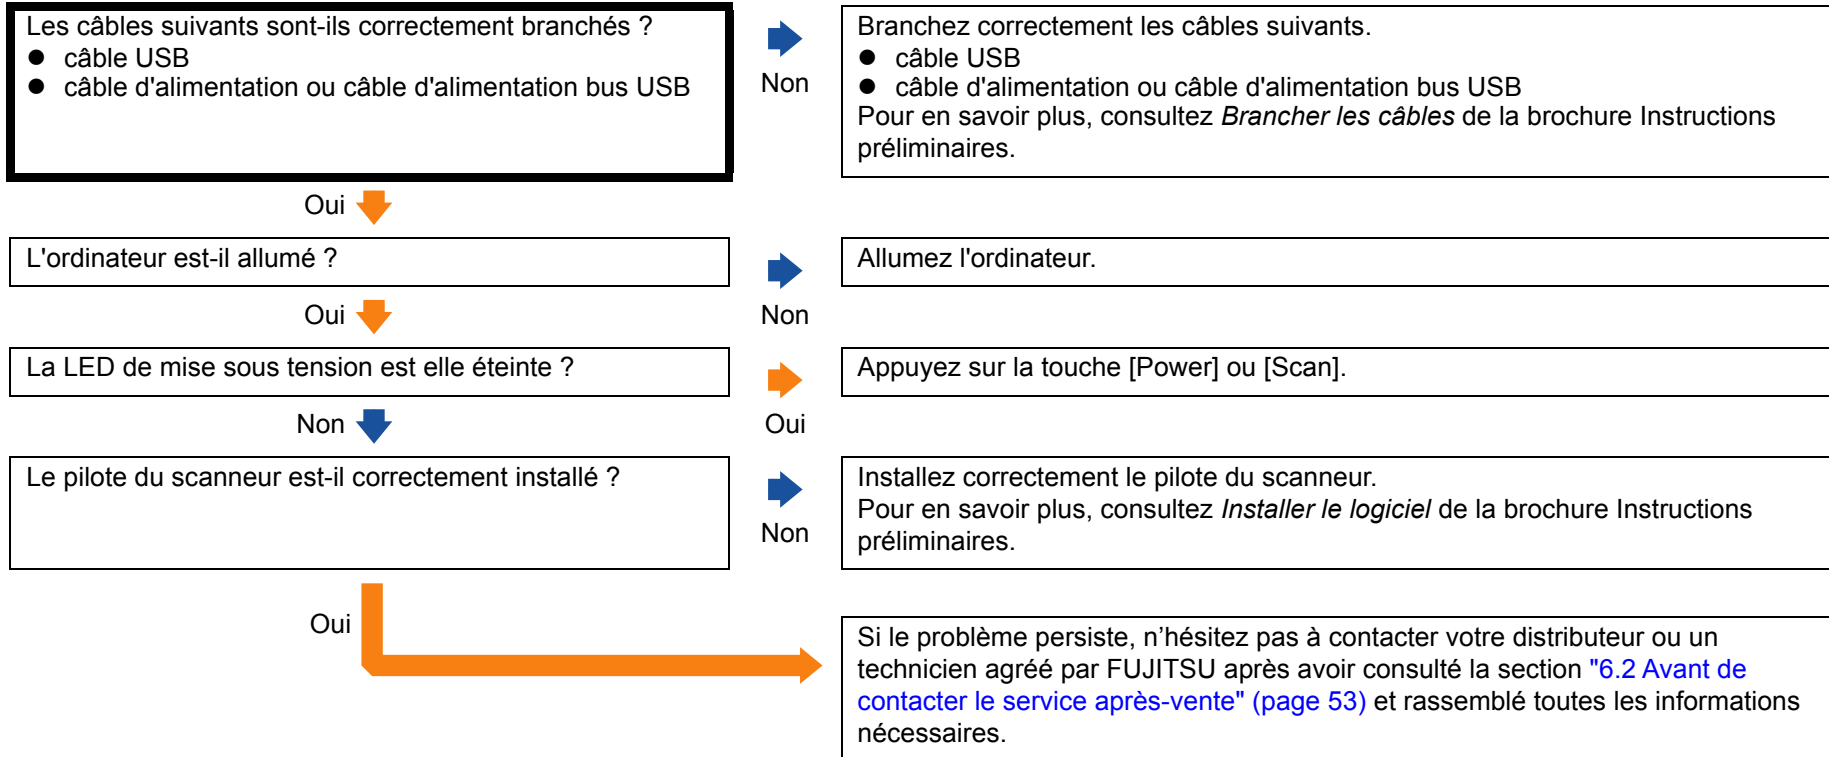 Les câbles suivants sont-ils correctement branchés ?
● câble USB
● câble d'alimentation ou câble d'alimentation bus USB
Non
Branchez correctement les câbles suivants.
● câble USB
● câble d'alimentation ou câble d'alimentation bus USB
Pour en savoir plus, consultez Brancher les câbles de la brochure Instructions
préliminaires.
Oui
L'ordinateur est-il allumé ?
Non
Allumez l'ordinateur.
Oui
La LED de mise sous tension est elle éteinte ?
Oui
Appuyez sur la touche [Power] ou [Scan].
Non
Le pilote du scanneur est-il correctement installé ?
Non
Installez correctement le pilote du scanneur.
Pour en savoir plus, consultez Installer le logiciel de la brochure Instructions
préliminaires.
Oui
Si le problème persiste, n’hésitez pas à contacter votre distributeur ou un
technicien agréé par FUJITSU après avoir consulté la section "6.2 Avant de
contacter le service après-vente" (page 53) et rassemblé toutes les informations
nécessaires.